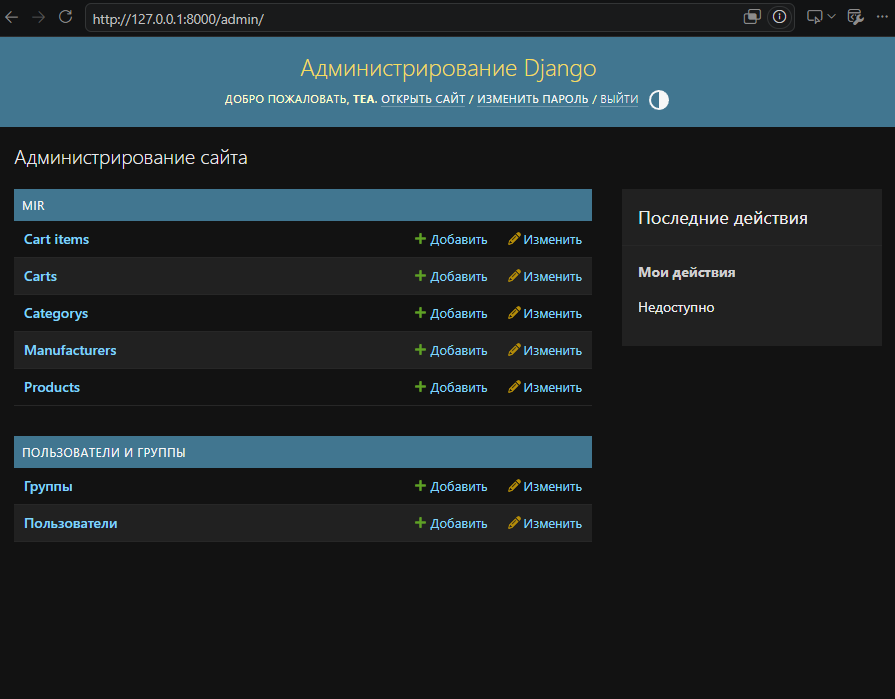 http://127.0.0.1:8000/admin/
Администрирование Django
ДОБРО ПОЖАЛОВАТЬ, TEA. ОТКРЫТЬ САЙТ / ИЗМЕНИТЬ ПАРОЛЬ / ВЫЙТИ
Администрирование сайта
MIR
Cart items Добавить Изменить
Carts Добавить Изменить
Categorys Добавить Изменить
Manufacturers Добавить Изменить
Products Добавить Изменить
ПОЛЬЗОВАТЕЛИ И ГРУППЫ
Группы Добавить Изменить
Пользователи Добавить Изменить
Последние действия
Мои действия
Недоступно